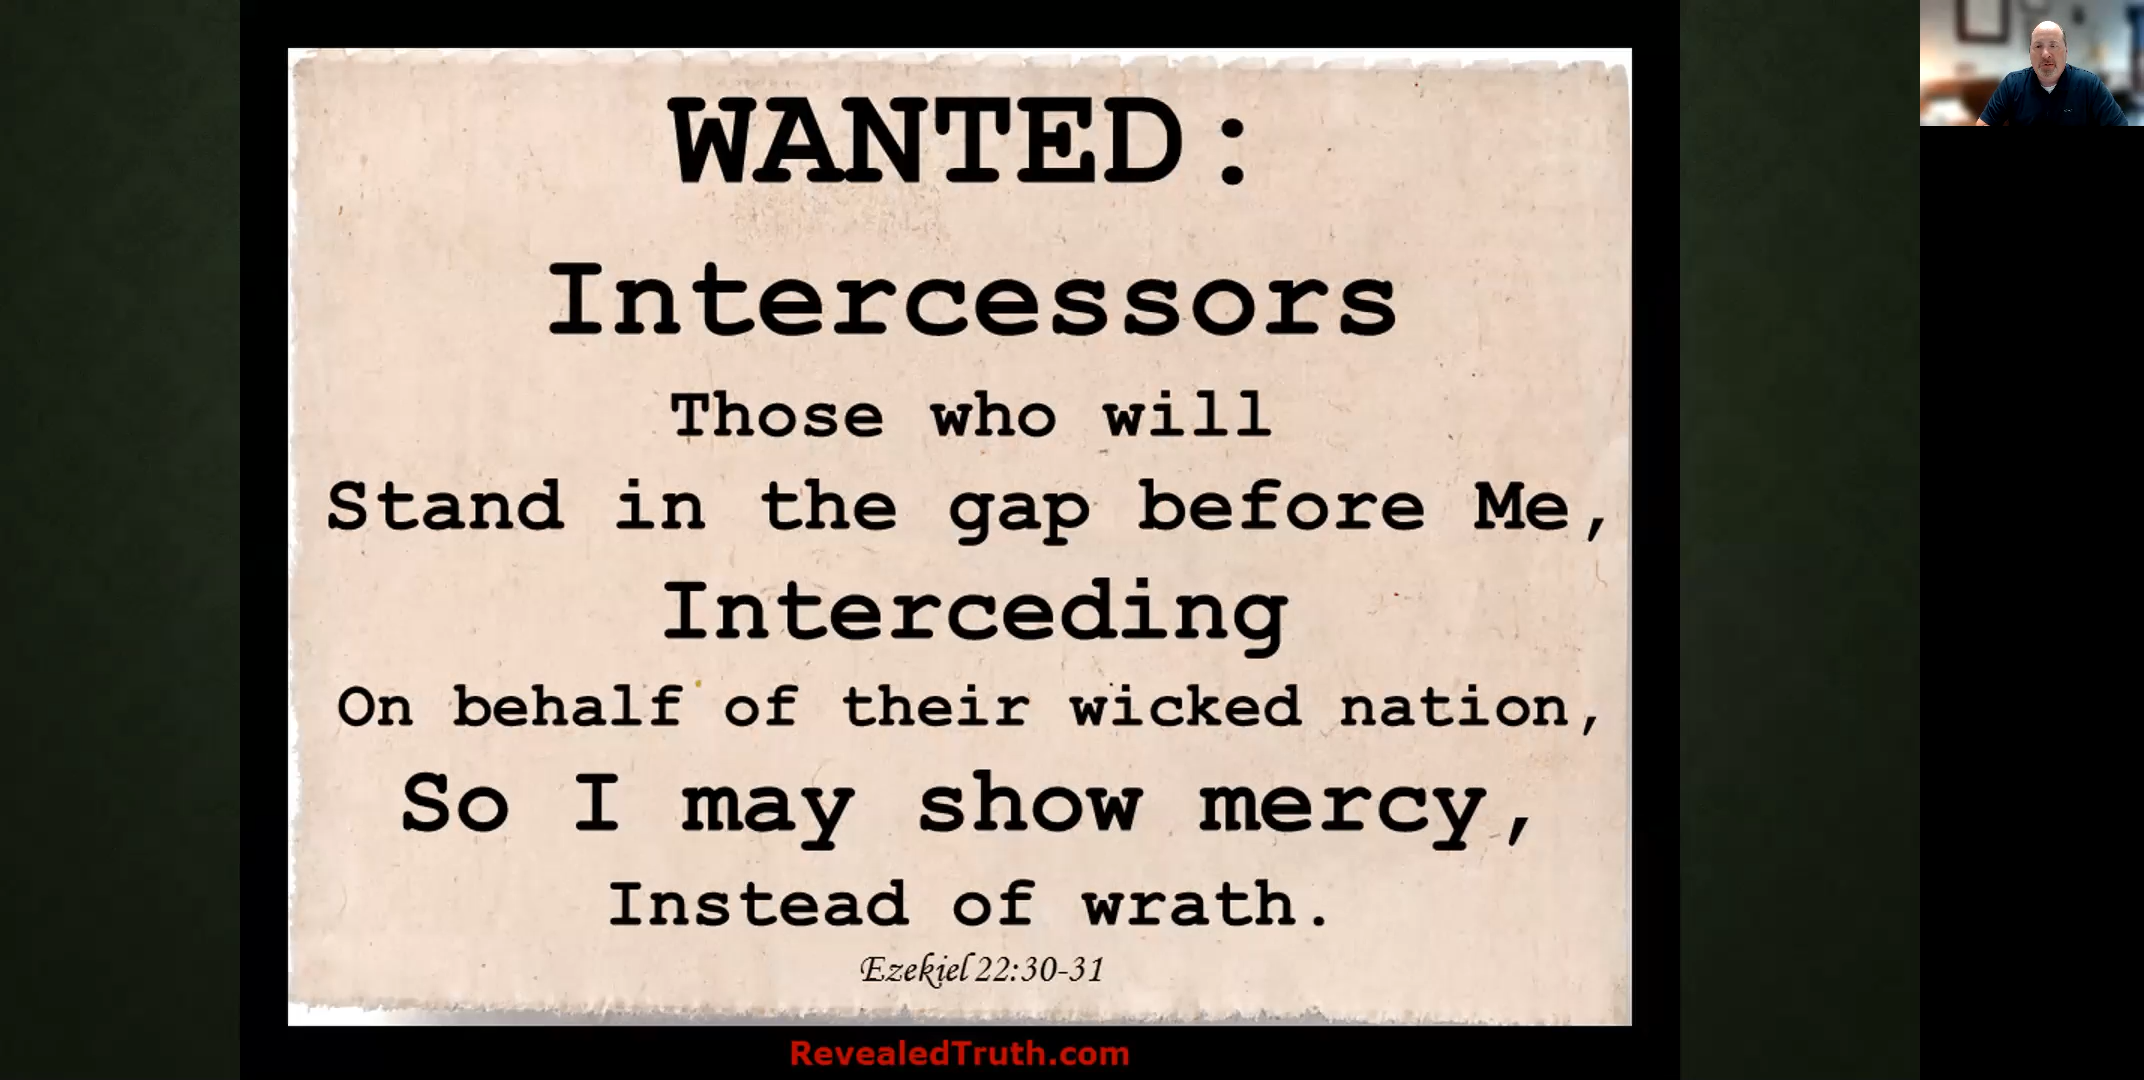 WANTED:
Intercessors
Those who will
Stand in the gap before Me,
Interceding
On behalf of their wicked nation,
So I may show mercy,
Instead of wrath.
Ezekiel 22:30-31
RevealedTruth.com